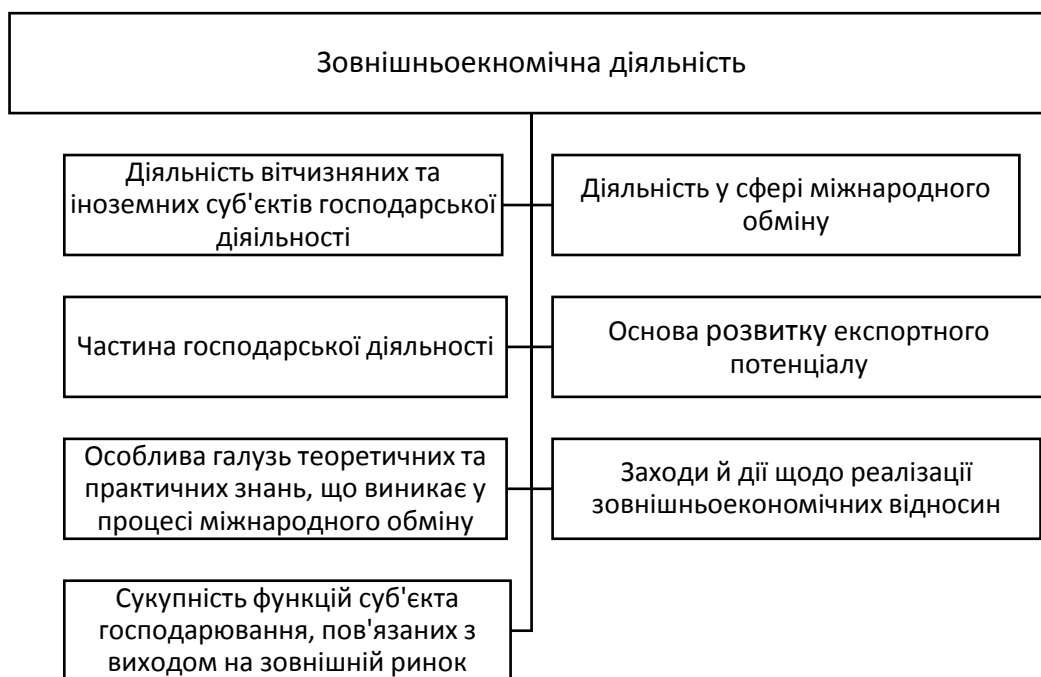 Зовнішньоекномічна діяльність
Діяльність вітчизняних та
іноземних суб'єктів господарської
діяільності
Діяльність у сфері міжнародного
обміну
Частина господарської діяльності
Основа розвитку експортного
потенціалу
Особлива галузь теоретичних та
практичних знань, що виникає у
процесі міжнародного обміну
Заходи й дії щодо реалізації
зовнішньоекономічних відносин
Сукупність функцій суб'єкта
господарювання, пов'язаних з
виходом на зовнішній ринок